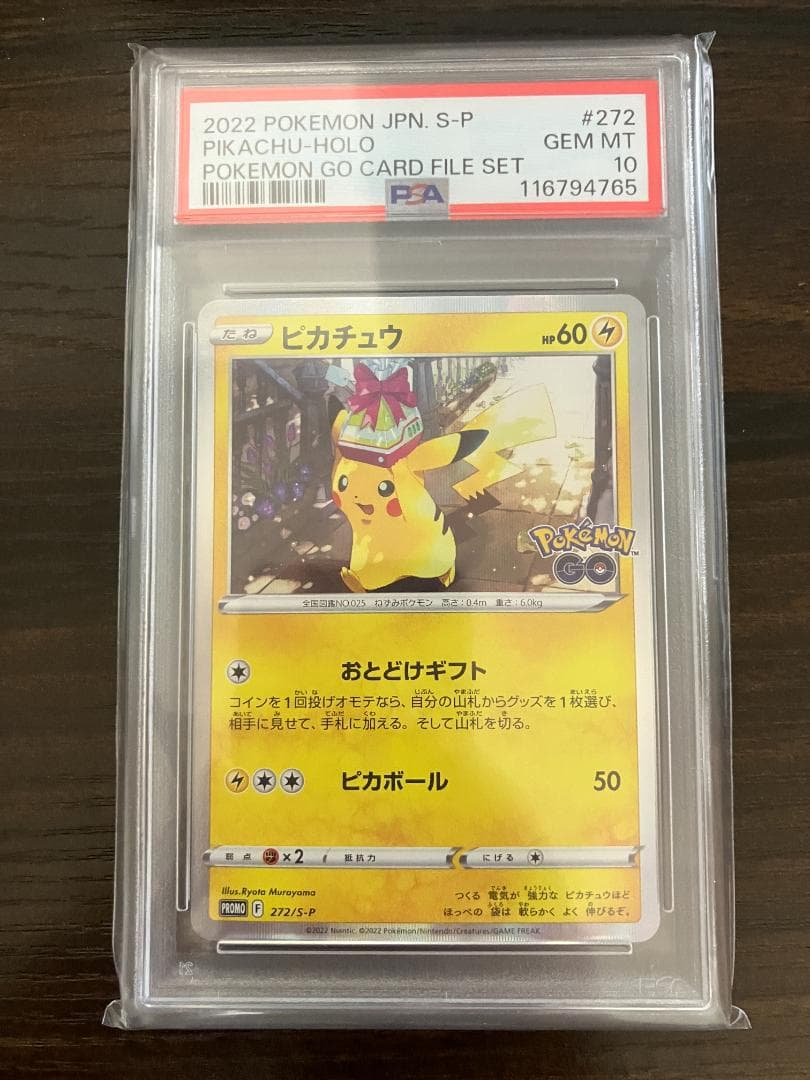 2022 POKEMON JPN. S-P #272
PIKACHU-HOLO GEM MT
POKEMON GO CARD FILE SET 10
PSA 116794765
たね ピカチュウ HP60
Pokémon GO™
全国図鑑NO.025 ねずみポケモン 高さ:0.4m 重さ:6.0kg
おとどけギフト
コインを1回投げオモテなら、自分の山札からグッズを1枚選び、
相手に見せて、手札に加える。そして山札を切る。
ピカボール 50
弱点 ×2 抵抗力 にげる
Illus.Ryota Murayama
PROMO F 272/S-P
つくる 電気が 強力な ピカチュウほど
ほっぺの 袋は 軟らかく よく 伸びるぞ。
©2022 Niantic. ©2022 Pokémon/Nintendo/Creatures/GAME FREAK.